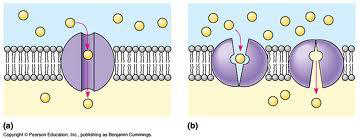 (a)
(b)
Copyright © Pearson Education, Inc., publishing as Benjamin Cummings.